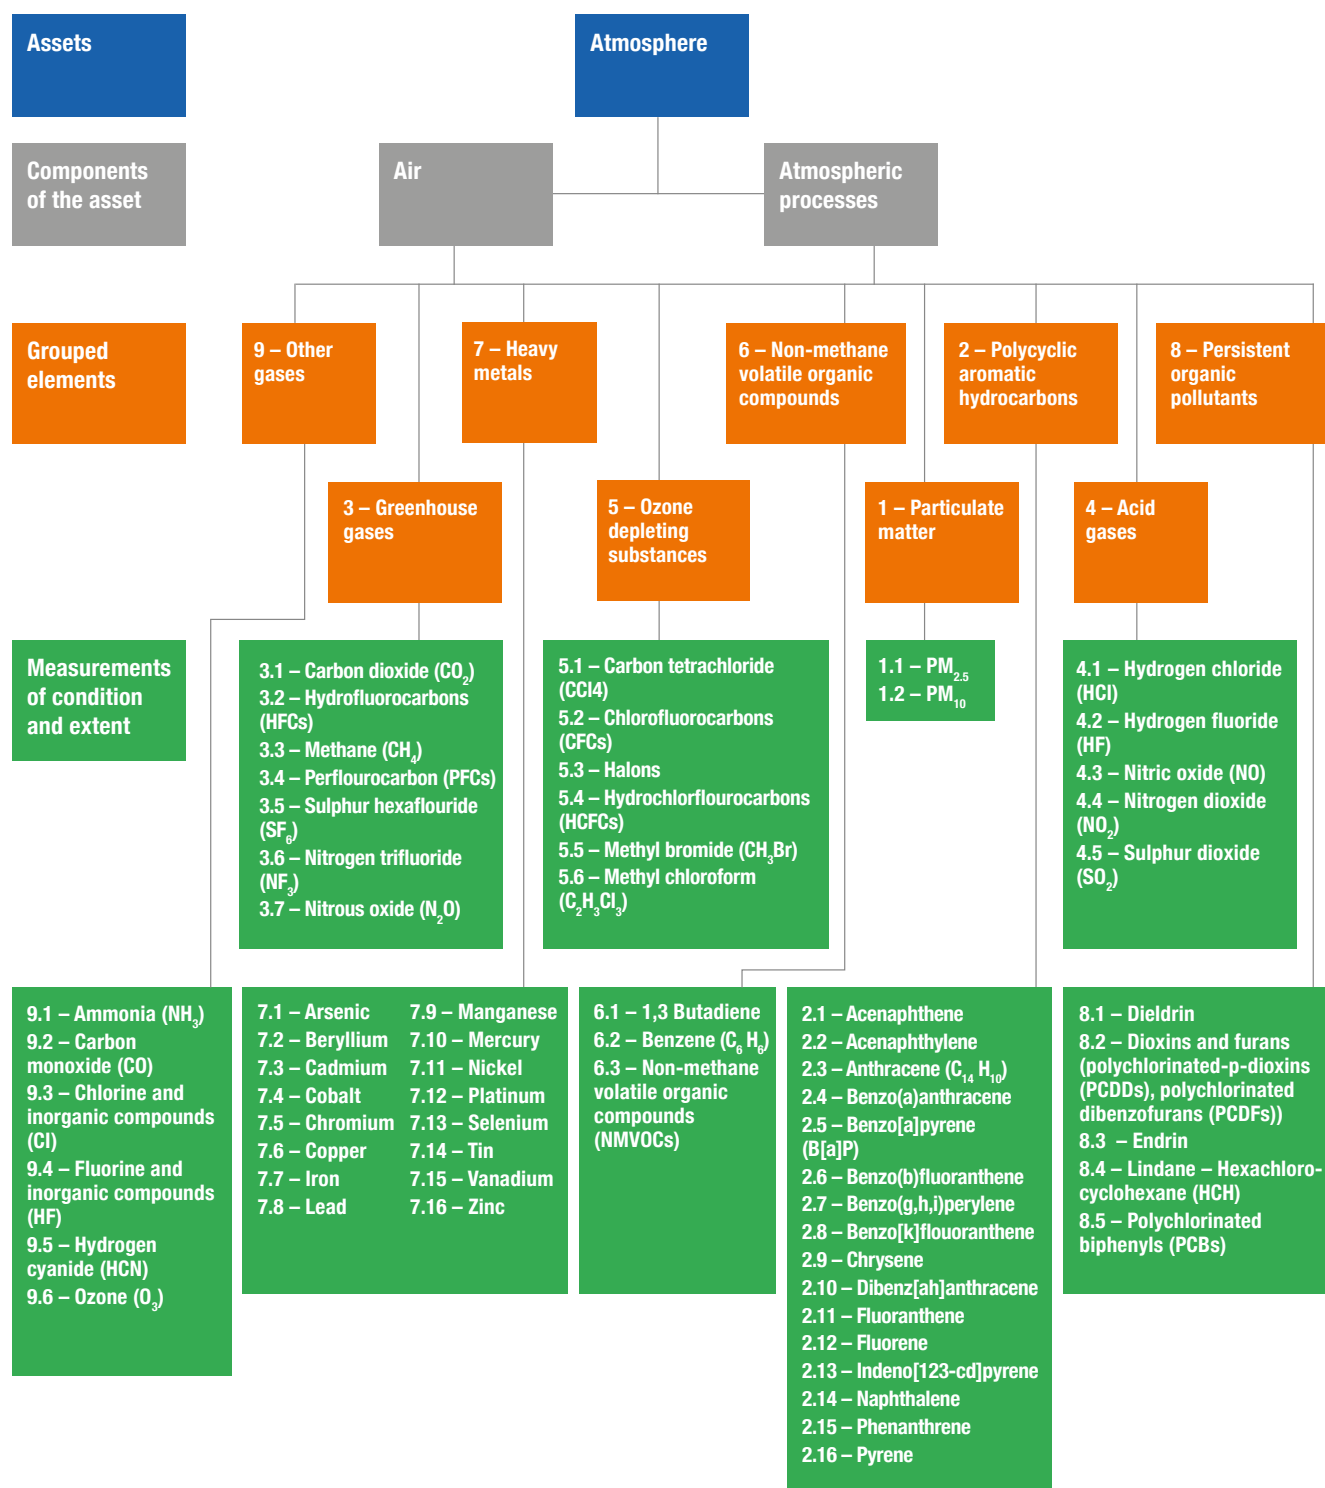 Assets
Atmosphere
Components
of the asset
Air
Atmospheric
processes
Grouped
elements
9 – Other
gases
7 – Heavy
metals
6 – Non-methane
volatile organic
compounds
2 – Polycyclic
aromatic
hydrocarbons
8 – Persistent
organic
pollutants
3 – Greenhouse
gases
5 – Ozone
depleting
substances
1 – Particulate
matter
4 – Acid
gases
Measurements
of condition
and extent
3.1 – Carbon dioxide (CO₂)
3.2 – Hydrofluorocarbons
(HFCs)
3.3 – Methane (CH₄)
3.4 – Perflourocarbon (PFCs)
3.5 – Sulphur hexaflouride
(SF₆)
3.6 – Nitrogen trifluoride
(NF₃)
3.7 – Nitrous oxide (N₂O)
5.1 – Carbon tetrachloride
(CCl4)
5.2 – Chlorofluorocarbons
(CFCs)
5.3 – Halons
5.4 – Hydrochlorflourocarbons
(HCFCs)
5.5 – Methyl bromide (CH₃Br)
5.6 – Methyl chloroform
(C₂H₃Cl₃)
1.1 – PM₂.₅
1.2 – PM₁₀
4.1 – Hydrogen chloride
(HCl)
4.2 – Hydrogen fluoride
(HF)
4.3 – Nitric oxide (NO)
4.4 – Nitrogen dioxide
(NO₂)
4.5 – Sulphur dioxide
(SO₂)
9.1 – Ammonia (NH₃)
9.2 – Carbon
monoxide (CO)
9.3 – Chlorine and
inorganic compounds
(Cl)
9.4 – Fluorine and
inorganic compounds
(HF)
9.5 – Hydrogen
cyanide (HCN)
9.6 – Ozone (O₃)
7.1 – Arsenic
7.2 – Beryllium
7.3 – Cadmium
7.4 – Cobalt
7.5 – Chromium
7.6 – Copper
7.7 – Iron
7.8 – Lead
7.9 – Manganese
7.10 – Mercury
7.11 – Nickel
7.12 – Platinum
7.13 – Selenium
7.14 – Tin
7.15 – Vanadium
7.16 – Zinc
6.1 – 1,3 Butadiene
6.2 – Benzene (C₆ H₆)
6.3 – Non-methane
volatile organic
compounds
(NMVOCs)
2.1 – Acenaphthene
2.2 – Acenaphthylene
2.3 – Anthracene (C₁₄ H₁₀)
2.4 – Benzo(a)anthracene
2.5 – Benzo[a]pyrene
(B[a]P)
2.6 – Benzo(b)fluoranthene
2.7 – Benzo(g,h,i)perylene
2.8 – Benzo[k]flouoranthene
2.9 – Chrysene
2.10 – Dibenz[ah]anthracene
2.11 – Fluoranthene
2.12 – Fluorene
2.13 – Indeno[123-cd]pyrene
2.14 – Naphthalene
2.15 – Phenanthrene
2.16 – Pyrene
8.1 – Dieldrin
8.2 – Dioxins and furans
(polychlorinated-p-dioxins
(PCDDs), polychlorinated
dibenzofurans (PCDFs))
8.3 – Endrin
8.4 – Lindane – Hexachloro-
cyclohexane (HCH)
8.5 – Polychlorinated
biphenyls (PCBs)